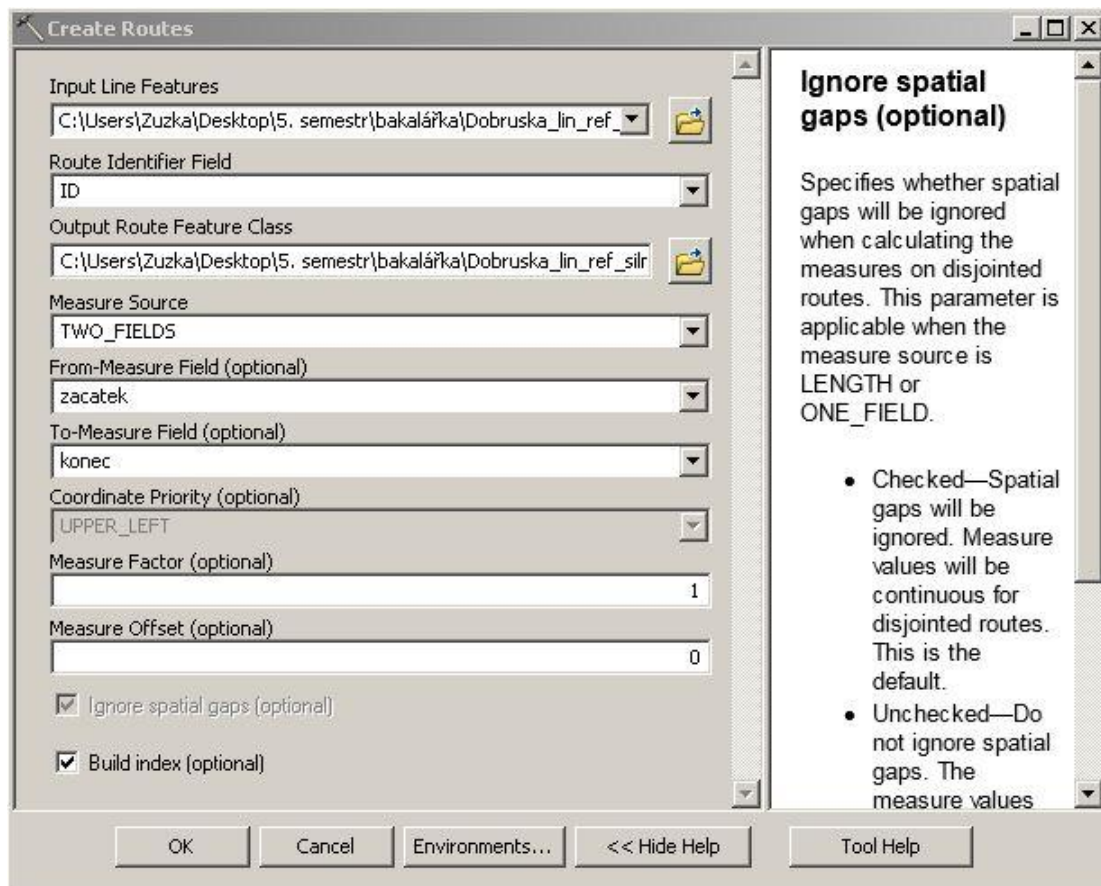 Create Routes
Input Line Features
C:\Users\Zuzka\Desktop\5. semestr\bakalářka\Dobruska_lin_ref_
Route Identifier Field
ID
Output Route Feature Class
C:\Users\Zuzka\Desktop\5. semestr\bakalářka\Dobruska_lin_ref_silr
Measure Source
TWO_FIELDS
From-Measure Field (optional)
zacatek
To-Measure Field (optional)
konec
Coordinate Priority (optional)
UPPER_LEFT
Measure Factor (optional)
1
Measure Offset (optional)
0
Ignore spatial gaps (optional)
Build index (optional)
Ignore spatial
gaps (optional)
Specifies whether spatial
gaps will be ignored
when calculating the
measures on disjointed
routes. This parameter is
applicable when the
measure source is
LENGTH or
ONE_FIELD.
• Checked—Spatial
gaps will be
ignored. Measure
values will be
continuous for
disjointed routes.
This is the
default.
• Unchecked—Do
not ignore spatial
gaps. The
measure values
OK
Cancel
Environments...
<< Hide Help
Tool Help